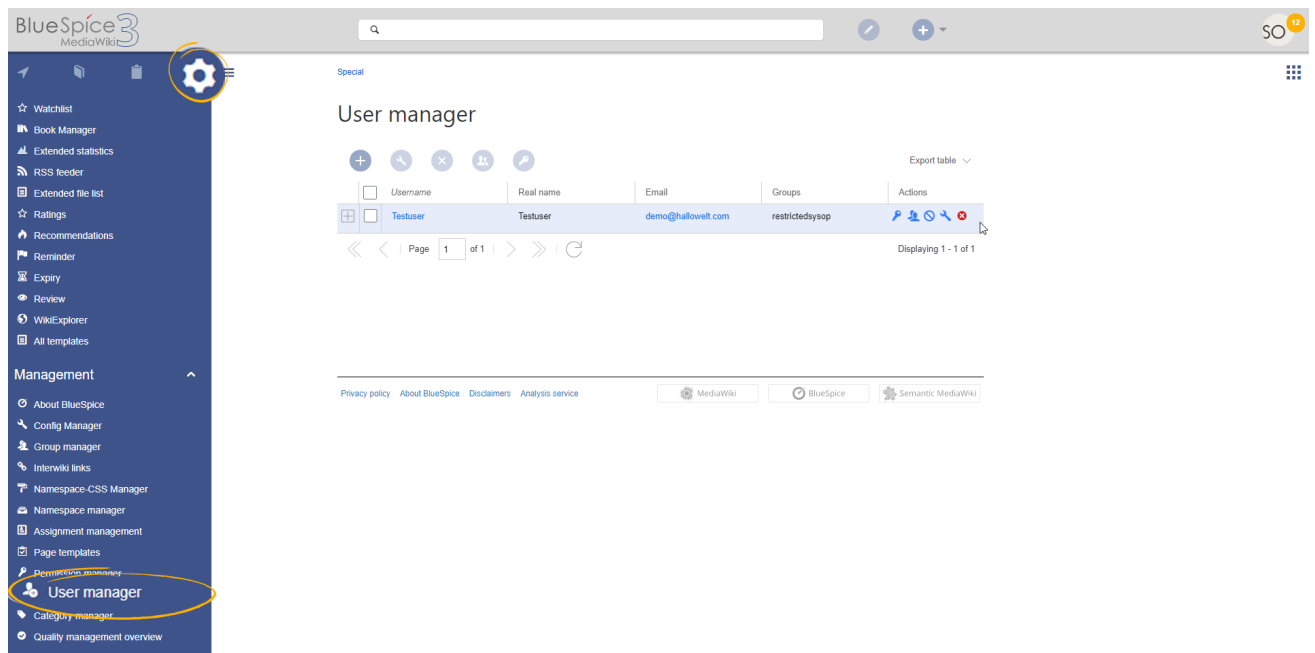 BlueSpice 3
MediaWiki
SO
12
Special
User manager
Export table
Username Real name Email Groups Actions
Testuser Testuser demo@hallowelt.com restrictedsysop
Page 1 of 1
Displaying 1 - 1 of 1
Privacy policy About BlueSpice Disclaimers Analysis service
MediaWiki
BlueSpice
Semantic MediaWiki
Watchlist
Book Manager
Extended statistics
RSS feeder
Extended file list
Ratings
Recommendations
Reminder
Expiry
Review
WikiExplorer
All templates
Management
About BlueSpice
Config Manager
Group manager
Interwiki links
Namespace-CSS Manager
Namespace manager
Assignment management
Page templates
Permission manager
User manager
Category manager
Quality management overview